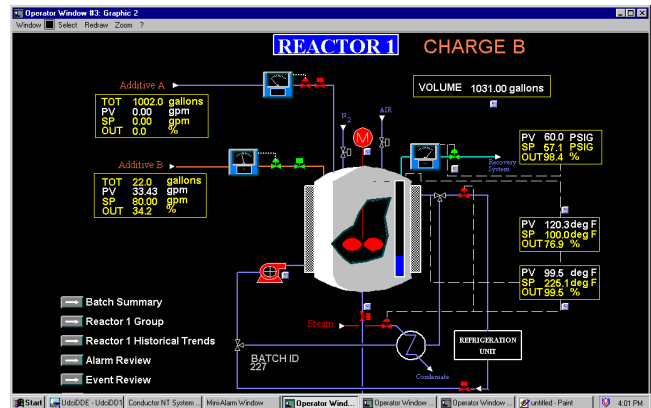 Operator Window #3: Graphic 2
Window Select Redraw Zoom ?
REACTOR 1 CHARGE B
Additive A
TOT 1002.0 gallons
PV 0.00 gpm
SP 0.00 gpm
OUT 0.0 %
VOLUME 1031.00 gallons
N2
AIR
M
Additive B
TOT 22.0 gallons
PV 33.43 gpm
SP 80.00 gpm
OUT 34.2 %
Recovery
System
PV 60.0 PSIG
SP 57.1 PSIG
OUT 98.4 %
PV 120.3 deg F
SP 100.0 deg F
OUT 76.9 %
PV 99.5 deg F
SP 225.1 deg F
OUT 99.5 %
Batch Summary
Reactor 1 Group
Reactor 1 Historical Trends
Alarm Review
Event Review
Steam
BATCH ID
227
Condensate
REFRIGERATION
UNIT
Start UdciDDE - UdciDD1 Conductor NT System ... Mini-Alarm Window Operator Wind... Operator Window ... Operator Window ... untitled - Paint 4:01 PM